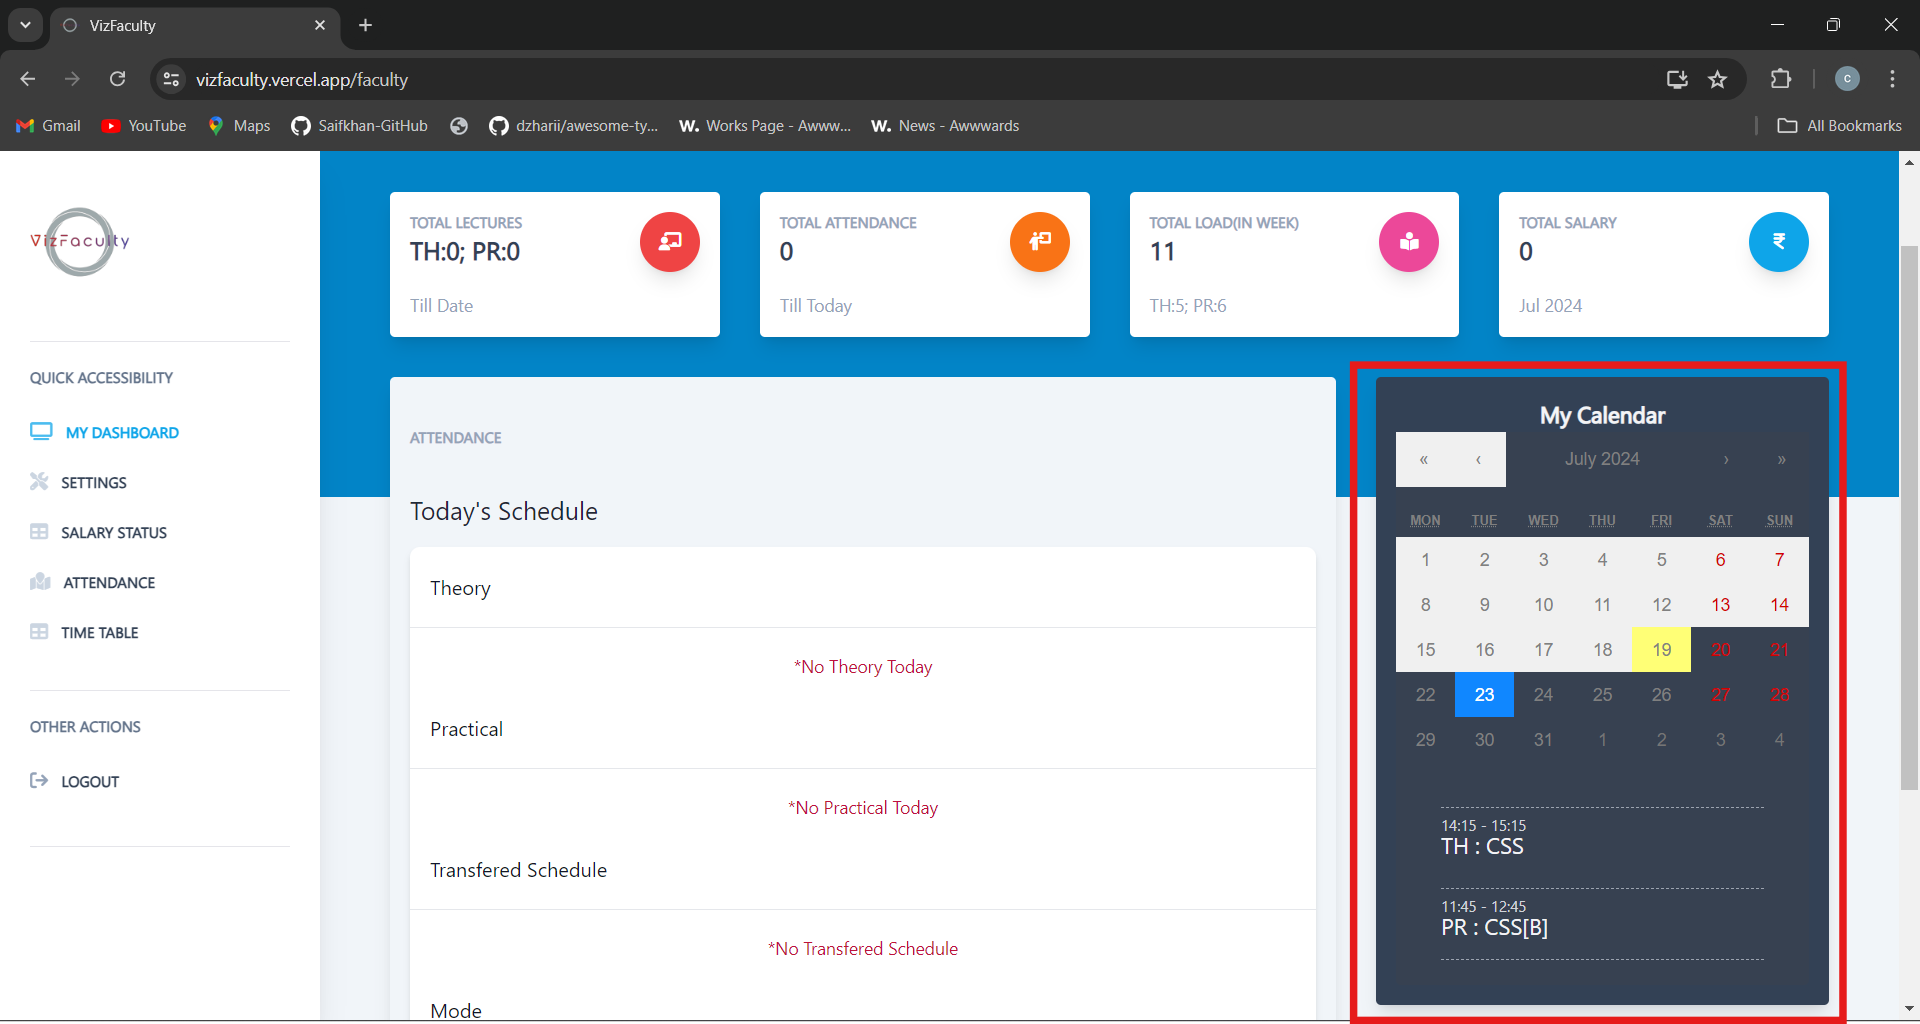 VizFaculty
vizfaculty.vercel.app/faculty
Gmail
YouTube
Maps
Saifkhan-GitHub
dzharii/awesome-ty...
W. Works Page - Awww...
W. News - Awwwards
All Bookmarks
C
VizFaculty
QUICK ACCESSIBILITY
MY DASHBOARD
SETTINGS
SALARY STATUS
ATTENDANCE
TIME TABLE
OTHER ACTIONS
LOGOUT
TOTAL LECTURES
TH:0; PR:0
Till Date
TOTAL ATTENDANCE
0
Till Today
TOTAL LOAD(IN WEEK)
11
TH:5; PR:6
TOTAL SALARY
0
₹
Jul 2024
ATTENDANCE
Today's Schedule
Theory
*No Theory Today
Practical
*No Practical Today
Transfered Schedule
*No Transfered Schedule
Mode
My Calendar
« ‹ July 2024 › »
MON TUE WED THU FRI SAT SUN
1 2 3 4 5 6 7
8 9 10 11 12 13 14
15 16 17 18 19 20 21
22 23 24 25 26 27 28
29 30 31 1 2 3 4
14:15 - 15:15
TH : CSS
11:45 - 12:45
PR : CSS[B]